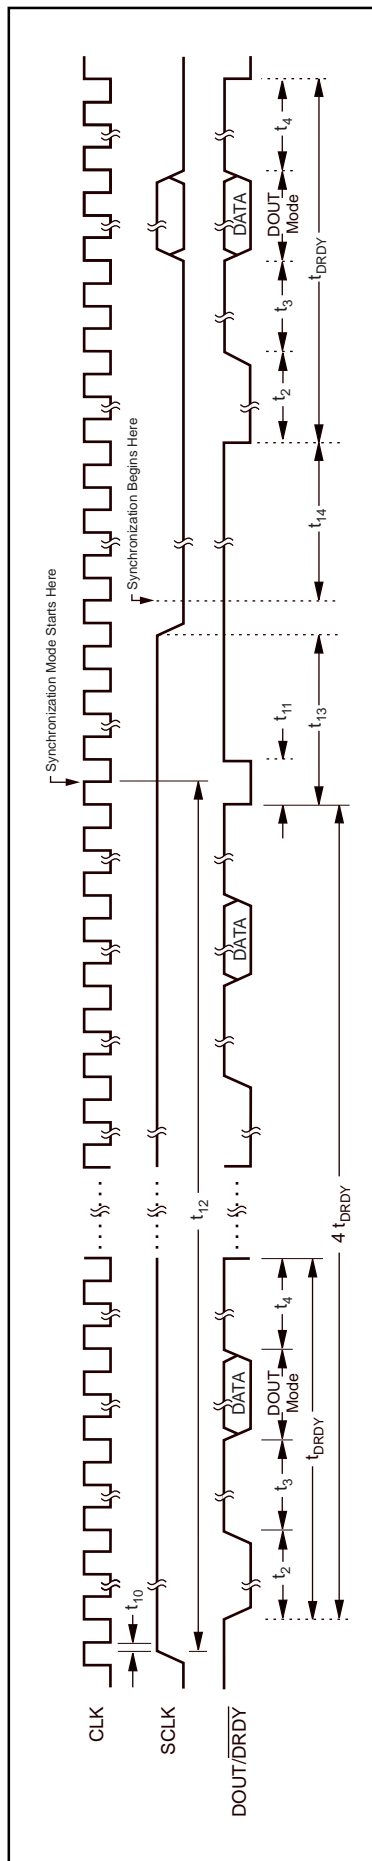 CLK
t10
Synchronization Mode Starts Here
SCLK
t12
Synchronization Begins Here
DOUT/DRDY
DATA
DATA
DATA
t2
t3
DOUT
Mode
t4
t11
t2
t3
DOUT
Mode
t4
tDRDY
t13
t14
tDRDY
4 tDRDY